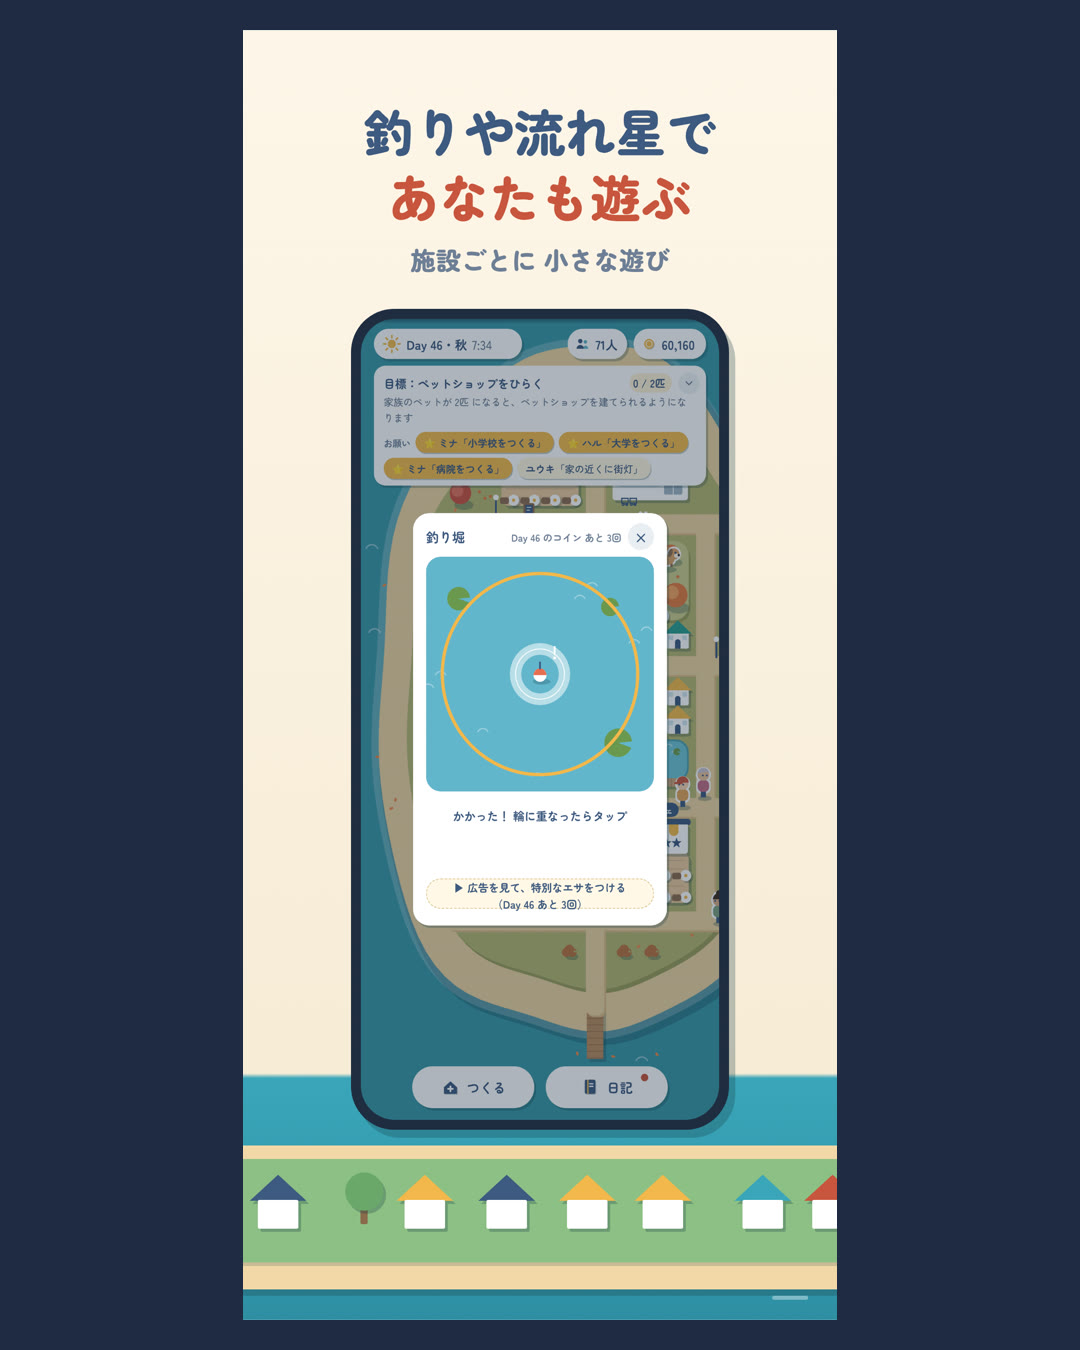 釣りや流れ星で
あなたも遊ぶ
施設ごとに 小さな遊び
Day 46・秋 7:34
71人
60,160
目標：ペットショップをひらく
0 / 2匹
家族のペットが 2匹 になると、ペットショップを建てられるようにな
ります
お願い
ミナ「小学校をつくる」
ハル「大学をつくる」
ミナ「病院をつくる」
ユウキ「家の近くに街灯」
釣り堀
Day 46 のコイン あと 3回
!
かかった！ 輪に重なったらタップ
▶ 広告を見て、特別なエサをつける
（Day 46 あと 3回）
つくる
日記